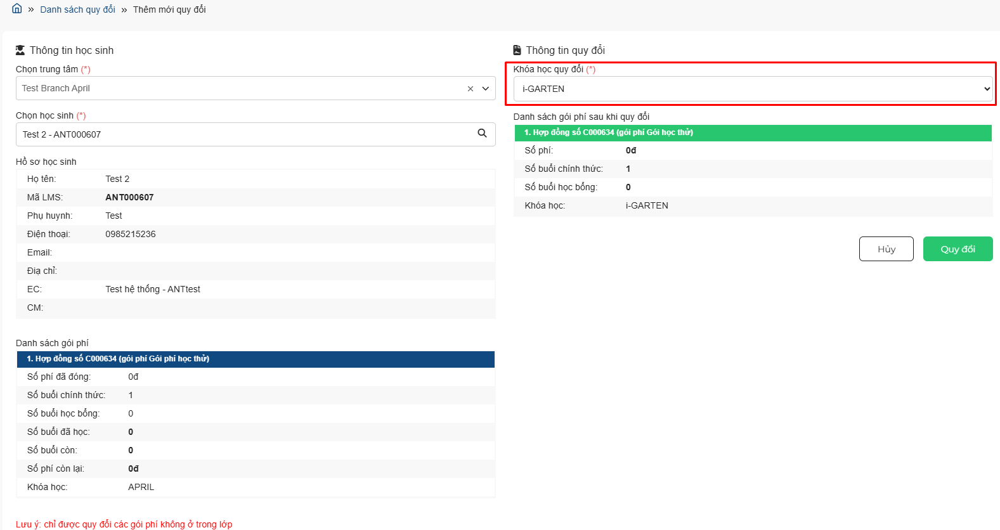 » Danh sách quy đổi » Thêm mới quy đổi
Thông tin học sinh
Chọn trung tâm (*)
Test Branch April
Chọn học sinh (*)
Test 2 - ANT000607
Hồ sơ học sinh
Họ tên: Test 2
Mã LMS: ANT000607
Phụ huynh: Test
Điện thoại: 0985215236
Email:
Địa chỉ:
EC: Test hệ thống - ANTtest
CM:
Danh sách gói phí
1. Hợp đồng số C000634 (gói phí Gói phí học thử)
Số phí đã đóng: 0đ
Số buổi chính thức: 1
Số buổi học bổng: 0
Số buổi đã học: 0
Số buổi còn: 0
Số phí còn lại: 0đ
Khóa học: APRIL
Lưu ý: chỉ được quy đổi các gói phí không ở trong lớp
Thông tin quy đổi
Khóa học quy đổi (*)
i-GARTEN
Danh sách gói phí sau khi quy đổi
1. Hợp đồng số C000634 (gói phí Gói học thử)
Số phí: 0đ
Số buổi chính thức: 1
Số buổi học bổng: 0
Khóa học: i-GARTEN
Hủy
Quy đổi